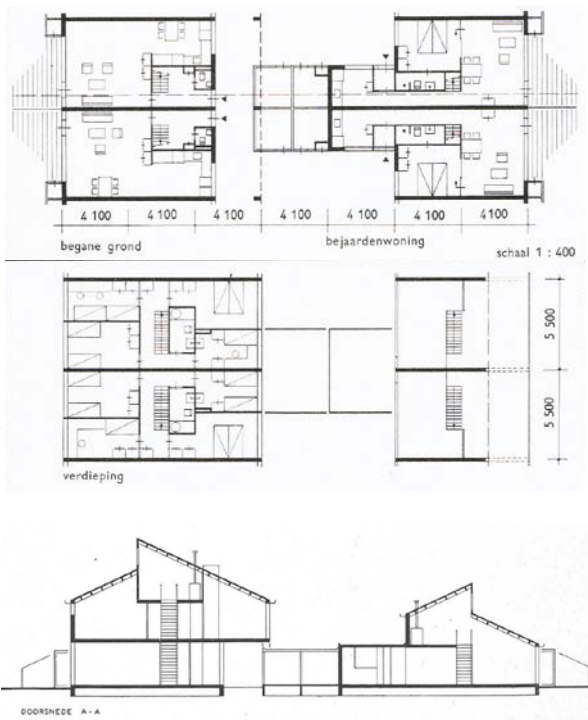 4 100 4 100 4 100 4 100 4 100 4 100 4100
begane grond bejaardenwoning
schaal 1 : 400
5 500
5 500
verdieping
DOORSNEDE A-A